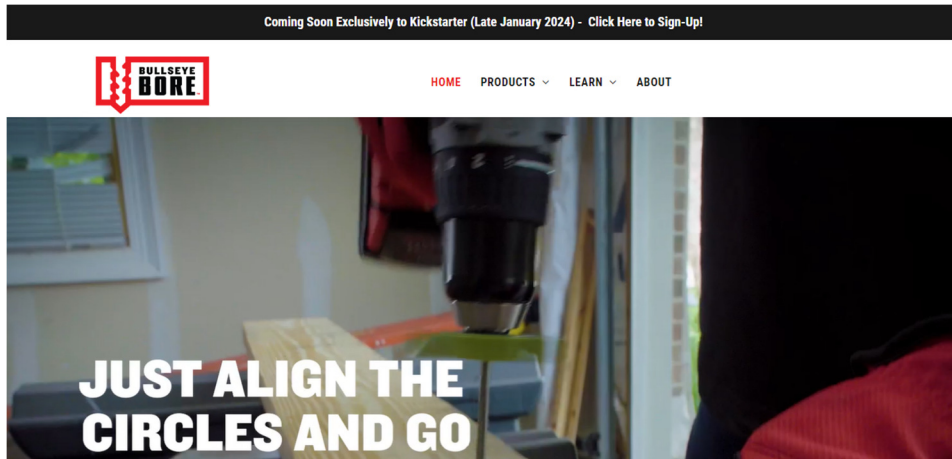 Coming Soon Exclusively to Kickstarter (Late January 2024) - Click Here to Sign-Up!
BULLSEYE
BORE
HOME PRODUCTS LEARN ABOUT
JUST ALIGN THE
CIRCLES AND GO